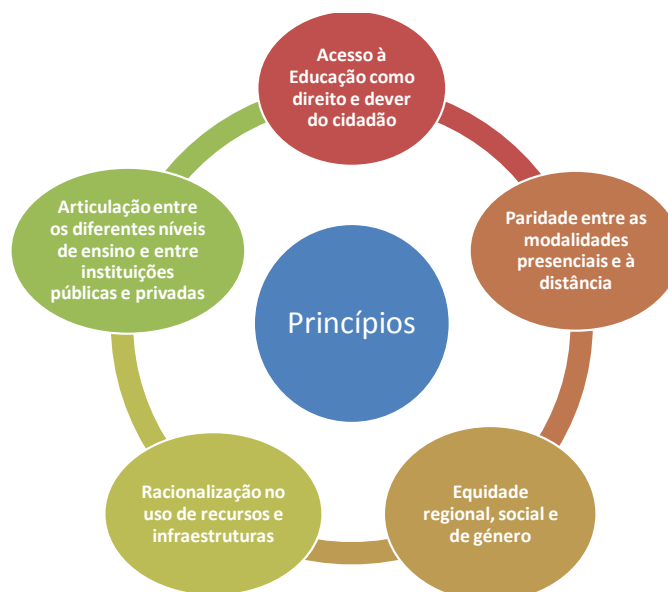 Acesso à
Educação como
direito e dever
do cidadão
Paridade entre as
modalidades
presenciais e à
distância
Equidade
regional, social e
de género
Racionalização no
uso de recursos e
infraestruturas
Articulação entre
os diferentes níveis
de ensino e entre
instituições
públicas e privadas
Princípios